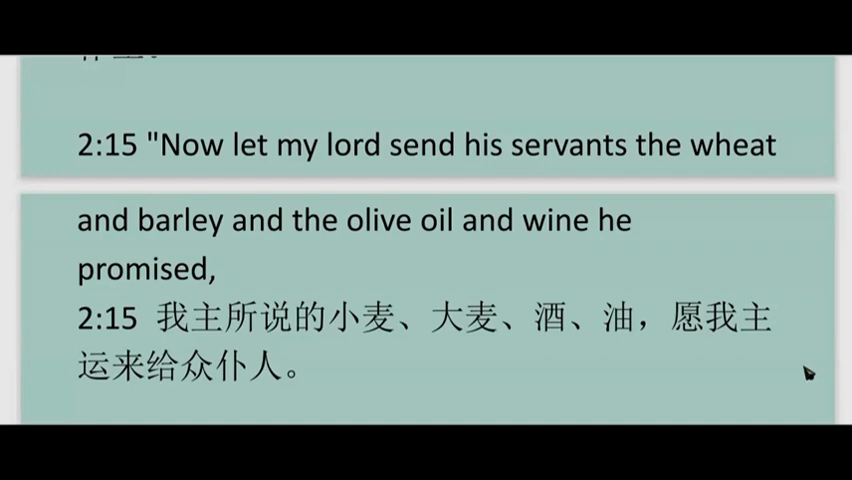 2:15 "Now let my lord send his servants the wheat
and barley and the olive oil and wine he
promised,
2:15 我主所说的小麦、大麦、酒、油，愿我主
运来给众仆人。